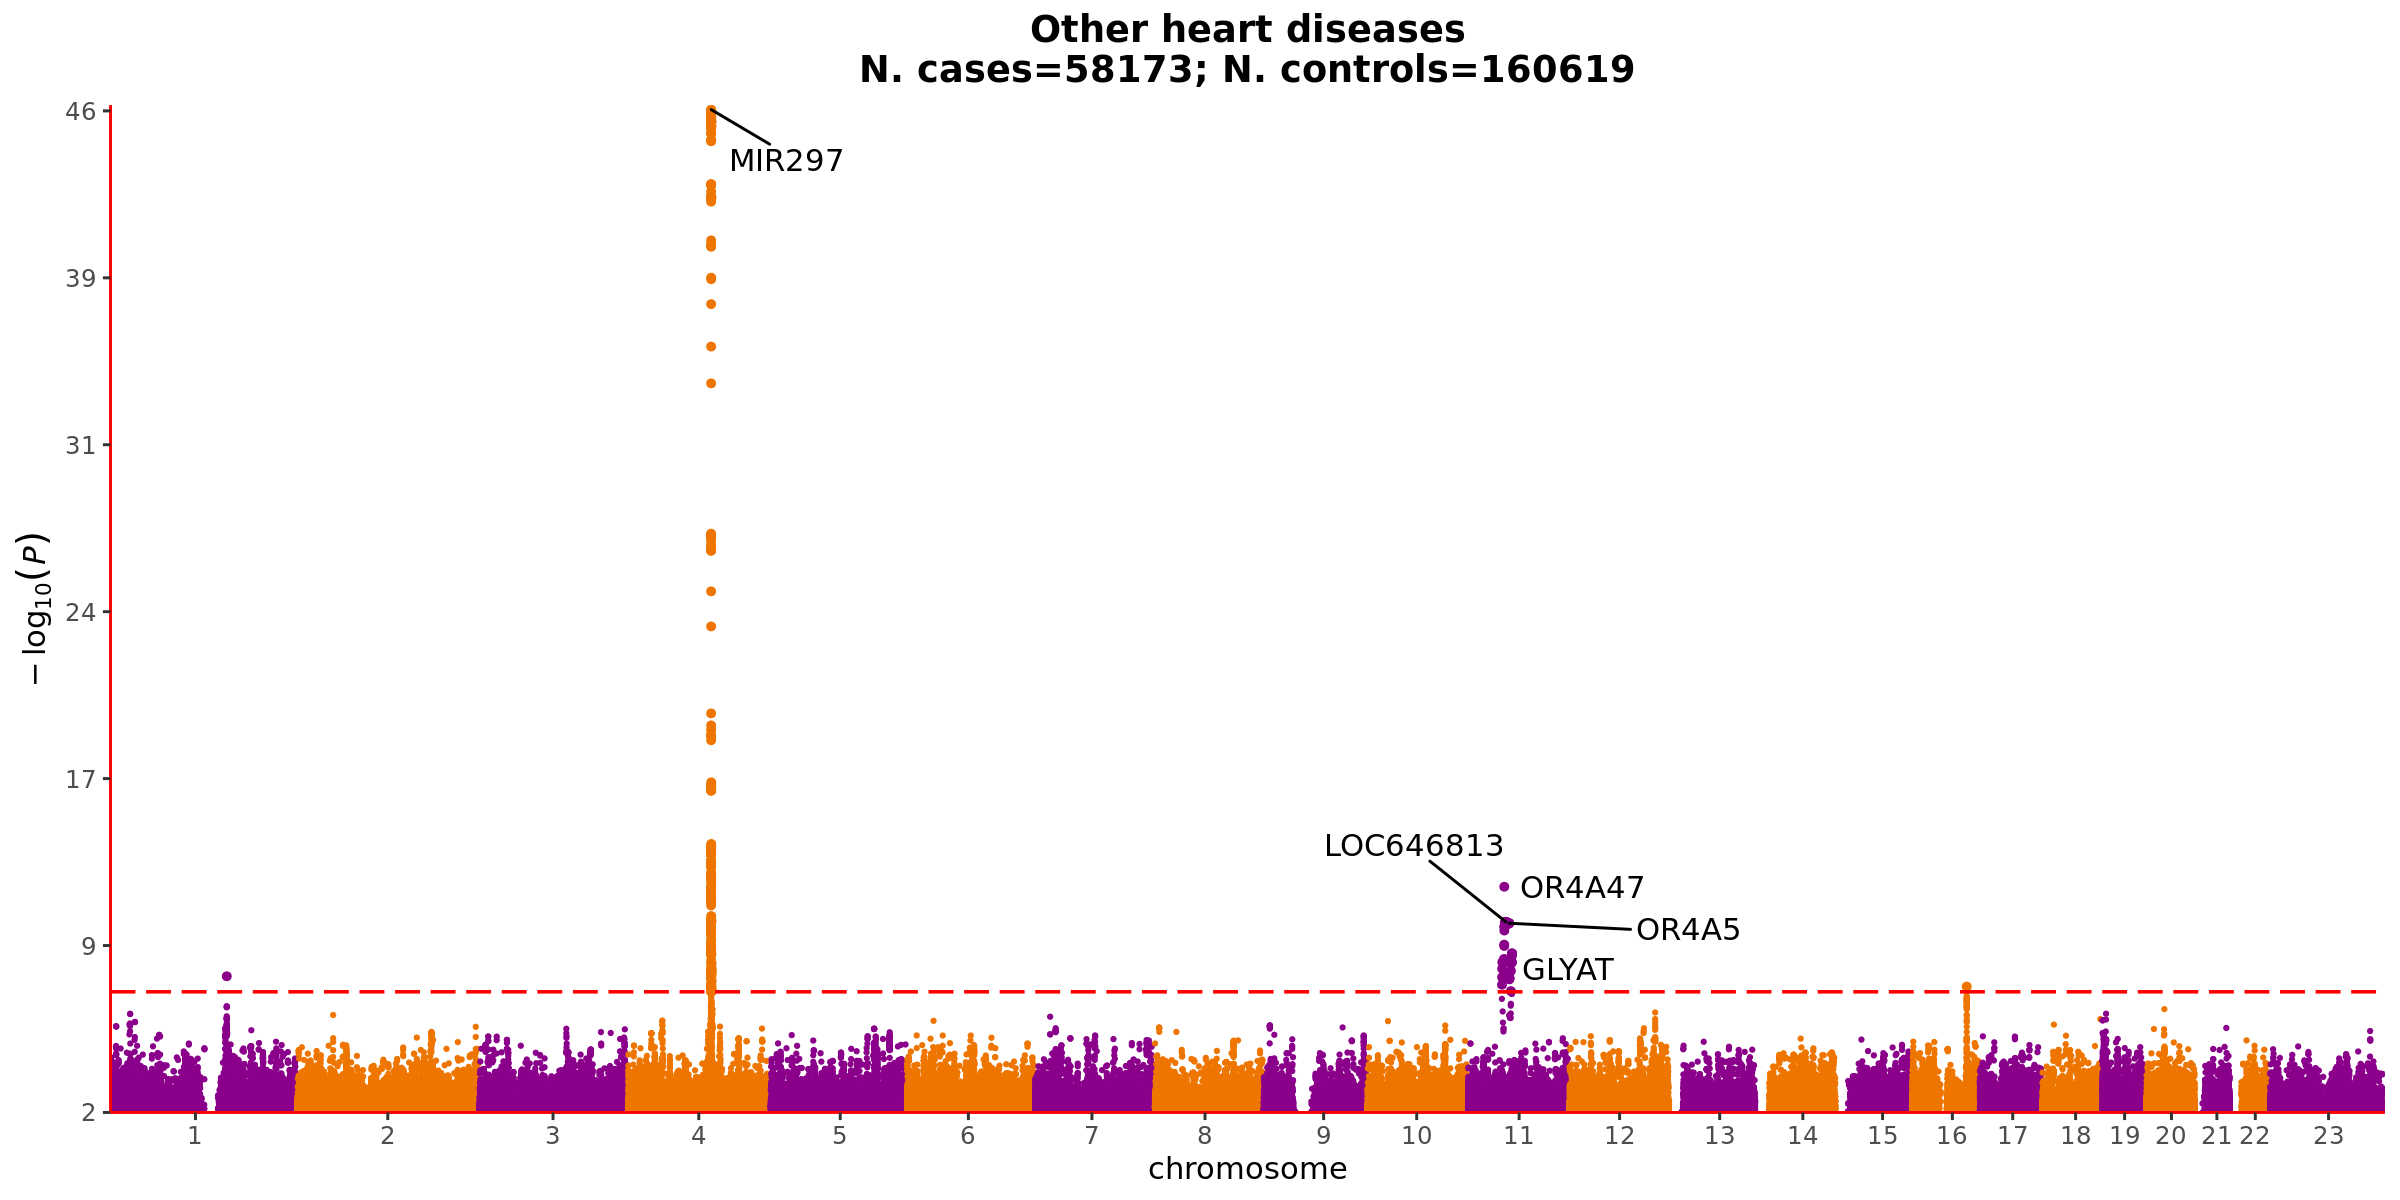 Other heart diseases
N. cases=58173; N. controls=160619
46
MIR297
39
31
24
17
9
2
− log10(P)
LOC646813
OR4A47
OR4A5
GLYAT
1 2 3 4 5 6 7 8 9 10 11 12 13 14 15 16 17 18 19 20 21 22 23
chromosome